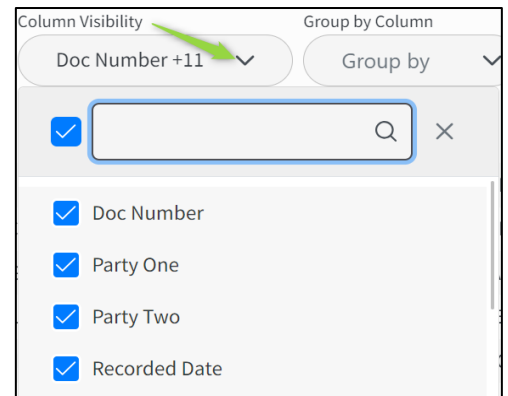 Column Visibility
Group by Column
Doc Number +11
Group by
Doc Number
Party One
Party Two
Recorded Date